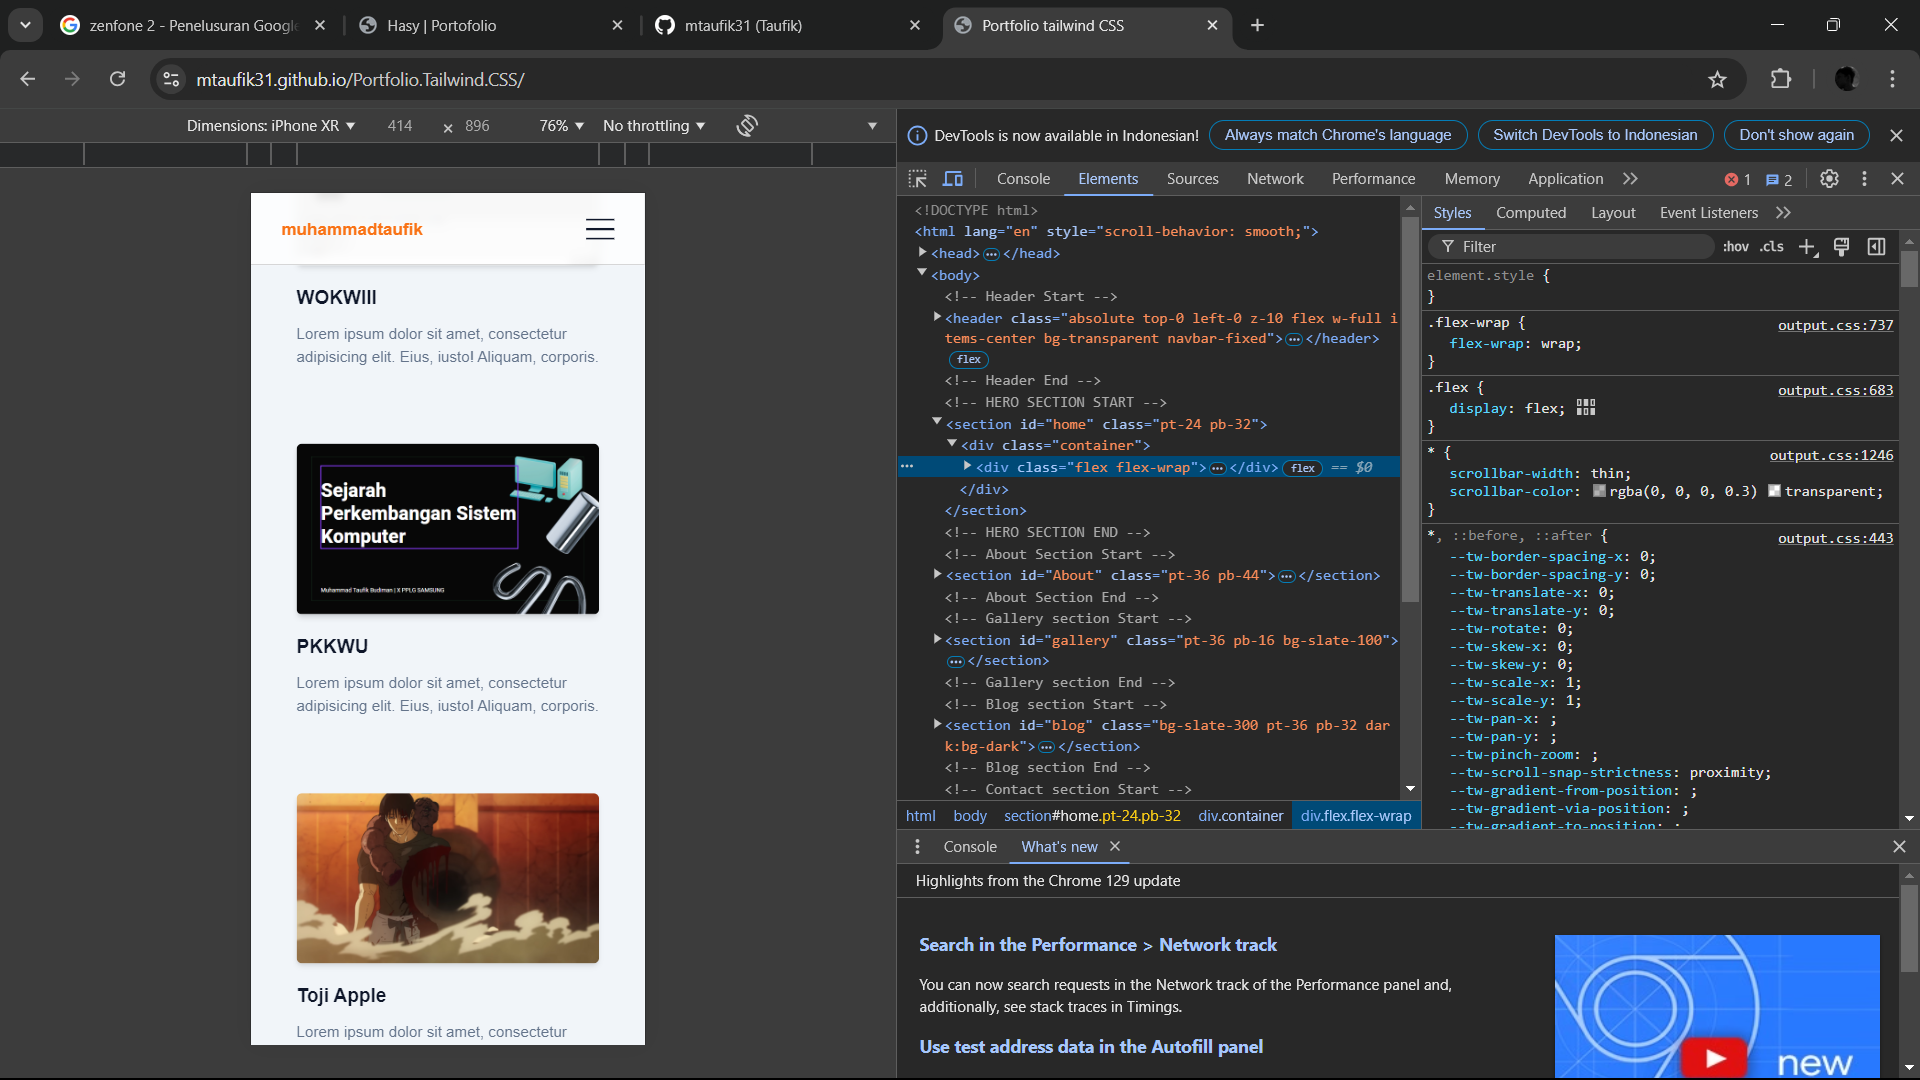 zenfone 2 - Penelusuran Google
Hasy | Portofolio
mtaufik31 (Taufik)
Portfolio tailwind CSS
mtaufik31.github.io/Portfolio.Tailwind.CSS/
Dimensions: iPhone XR 414 x 896 76% No throttling
muhammadtaufik
WOKWIII
Lorem ipsum dolor sit amet, consectetur
adipisicing elit. Eius, iusto! Aliquam, corporis.
Sejarah
Perkembangan Sistem
Komputer
Muhammad Taufik Budiman | X PPLG SAMSUNG
PKKWU
Lorem ipsum dolor sit amet, consectetur
adipisicing elit. Eius, iusto! Aliquam, corporis.
Toji Apple
Lorem ipsum dolor sit amet, consectetur
DevTools is now available in Indonesian! Always match Chrome's language Switch DevTools to Indonesian Don't show again
Console Elements Sources Network Performance Memory Application 1 2
<!DOCTYPE html>
<html lang="en" style="scroll-behavior: smooth;">
<head>…</head>
<body>
<!-- Header Start -->
<header class="absolute top-0 left-0 z-10 flex w-full i
tems-center bg-transparent navbar-fixed">…</header>
flex
<!-- Header End -->
<!-- HERO SECTION START -->
<section id="home" class="pt-24 pb-32">
<div class="container">
<div class="flex flex-wrap">…</div> flex == $0
</div>
</section>
<!-- HERO SECTION END -->
<!-- About Section Start -->
<section id="About" class="pt-36 pb-44">…</section>
<!-- About Section End -->
<!-- Gallery section Start -->
<section id="gallery" class="pt-36 pb-16 bg-slate-100">
…</section>
<!-- Gallery section End -->
<!-- Blog section Start -->
<section id="blog" class="bg-slate-300 pt-36 pb-32 dar
k:bg-dark">…</section>
<!-- Blog section End -->
<!-- Contact section Start -->
html body section#home.pt-24.pb-32 div.container div.flex.flex-wrap
Styles Computed Layout Event Listeners
Filter :hov .cls
element.style {
}
.flex-wrap { output.css:737
flex-wrap: wrap;
}
.flex { output.css:683
display: flex;
}
* { output.css:1246
scrollbar-width: thin;
scrollbar-color: rgba(0, 0, 0, 0.3) transparent;
}
*, ::before, ::after { output.css:443
--tw-border-spacing-x: 0;
--tw-border-spacing-y: 0;
--tw-translate-x: 0;
--tw-translate-y: 0;
--tw-rotate: 0;
--tw-skew-x: 0;
--tw-skew-y: 0;
--tw-scale-x: 1;
--tw-scale-y: 1;
--tw-pan-x: ;
--tw-pan-y: ;
--tw-pinch-zoom: ;
--tw-scroll-snap-strictness: proximity;
--tw-gradient-from-position: ;
--tw-gradient-via-position: ;
--tw-gradient-to-position: ;
Console What's new
Highlights from the Chrome 129 update
Search in the Performance > Network track
You can now search requests in the Network track of the Performance panel and,
additionally, see stack traces in Timings.
Use test address data in the Autofill panel
new